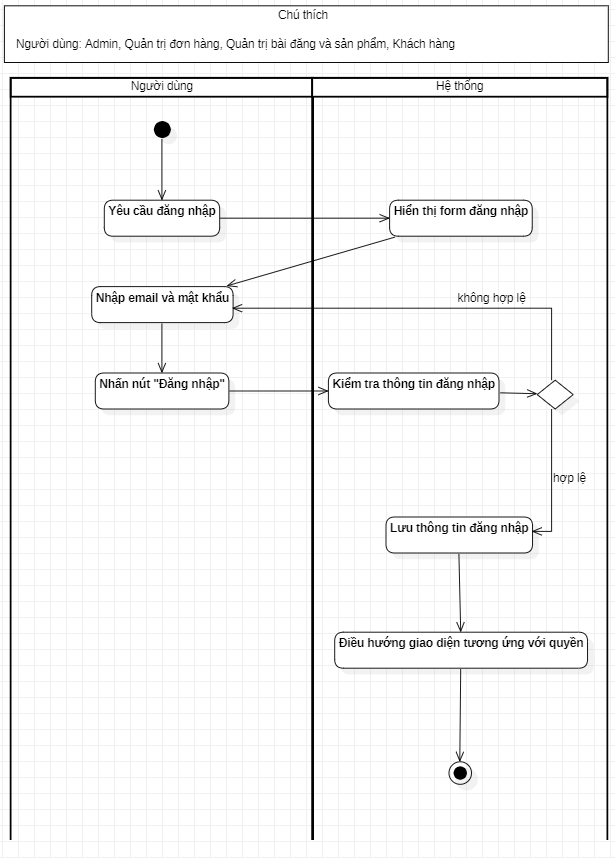 Chú thích
Người dùng: Admin, Quản trị đơn hàng, Quản trị bài đăng và sản phẩm, Khách hàng
Người dùng
Hệ thống
Yêu cầu đăng nhập
Hiển thị form đăng nhập
Nhập email và mật khẩu
không hợp lệ
Nhấn nút "Đăng nhập"
Kiểm tra thông tin đăng nhập
hợp lệ
Lưu thông tin đăng nhập
Điều hướng giao diện tương ứng với quyền